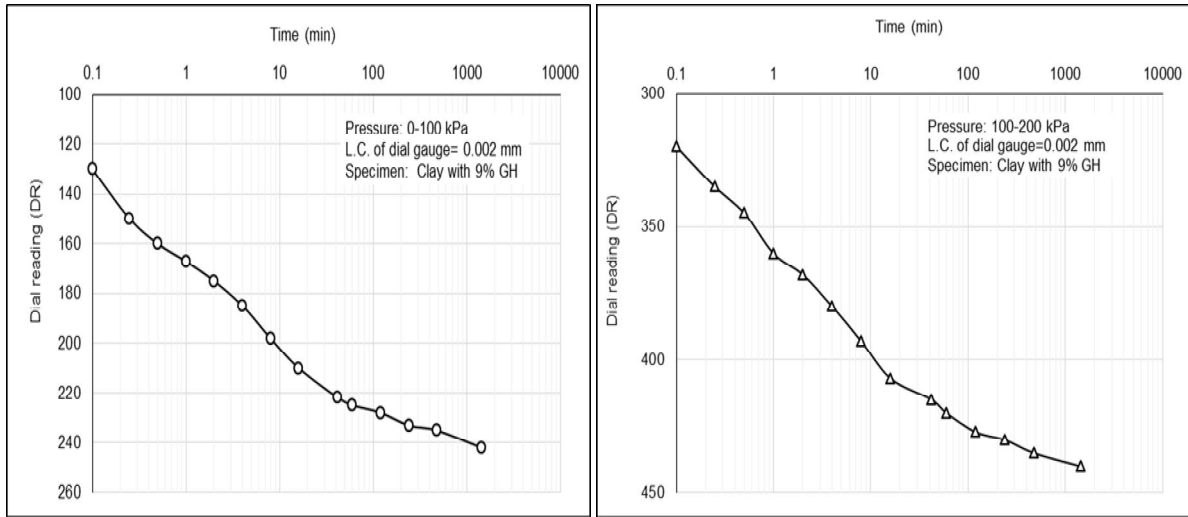 Time (min)
0.1 1 10 100 1000 10000
100
120
140
160
180
200
220
240
260
Dial reading (DR)
Pressure: 0-100 kPa
L.C. of dial gauge= 0.002 mm
Specimen: Clay with 9% GH
Time (min)
0.1 1 10 100 1000 10000
300
350
400
450
Dial reading (DR)
Pressure: 100-200 kPa
L.C. of dial gauge=0.002 mm
Specimen: Clay with 9% GH